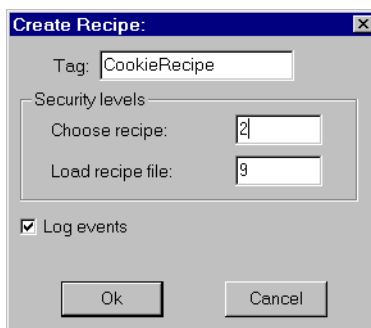 Create Recipe:
Tag: CookieRecipe
Security levels
Choose recipe: 2
Load recipe file: 9
Log events
Ok Cancel